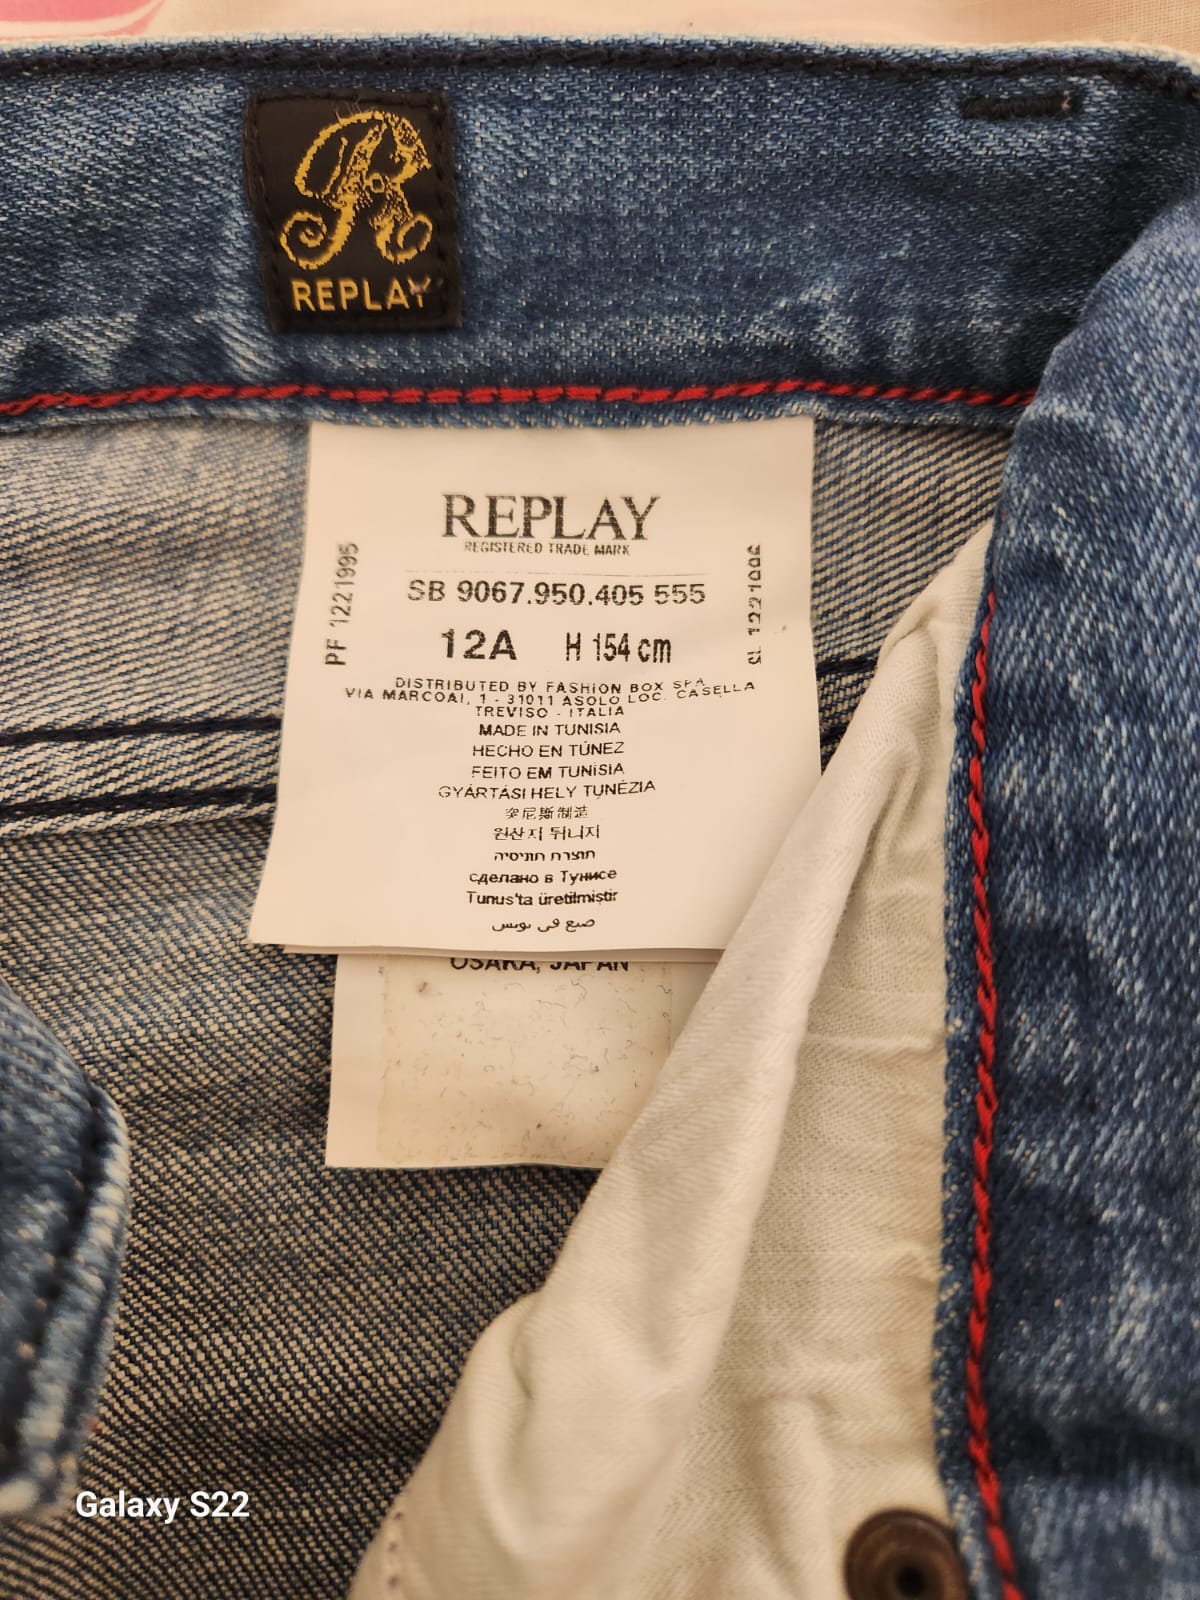 REPLAY
REPLAY
REGISTERED TRADE MARK
SB 9067.950.405 555
12A H 154 cm
PF 1221995
DISTRIBUTED BY FASHION BOX SPA
VIA MARCOAI, 1 - 31011 ASOLO LOC. CASELLA
TREVISO - ITALIA
MADE IN TUNISIA
HECHO EN TÚNEZ
FEITO EM TUNÍSIA
GYÁRTÁSI HELY TUNÉZIA
突尼斯制造
원산지 튀니지
תוצרת תוניסיה
сделано в Тунисе
Tunus'ta üretilmiştir
صنع في تونس
OSAKA, JAPAN
Galaxy S22